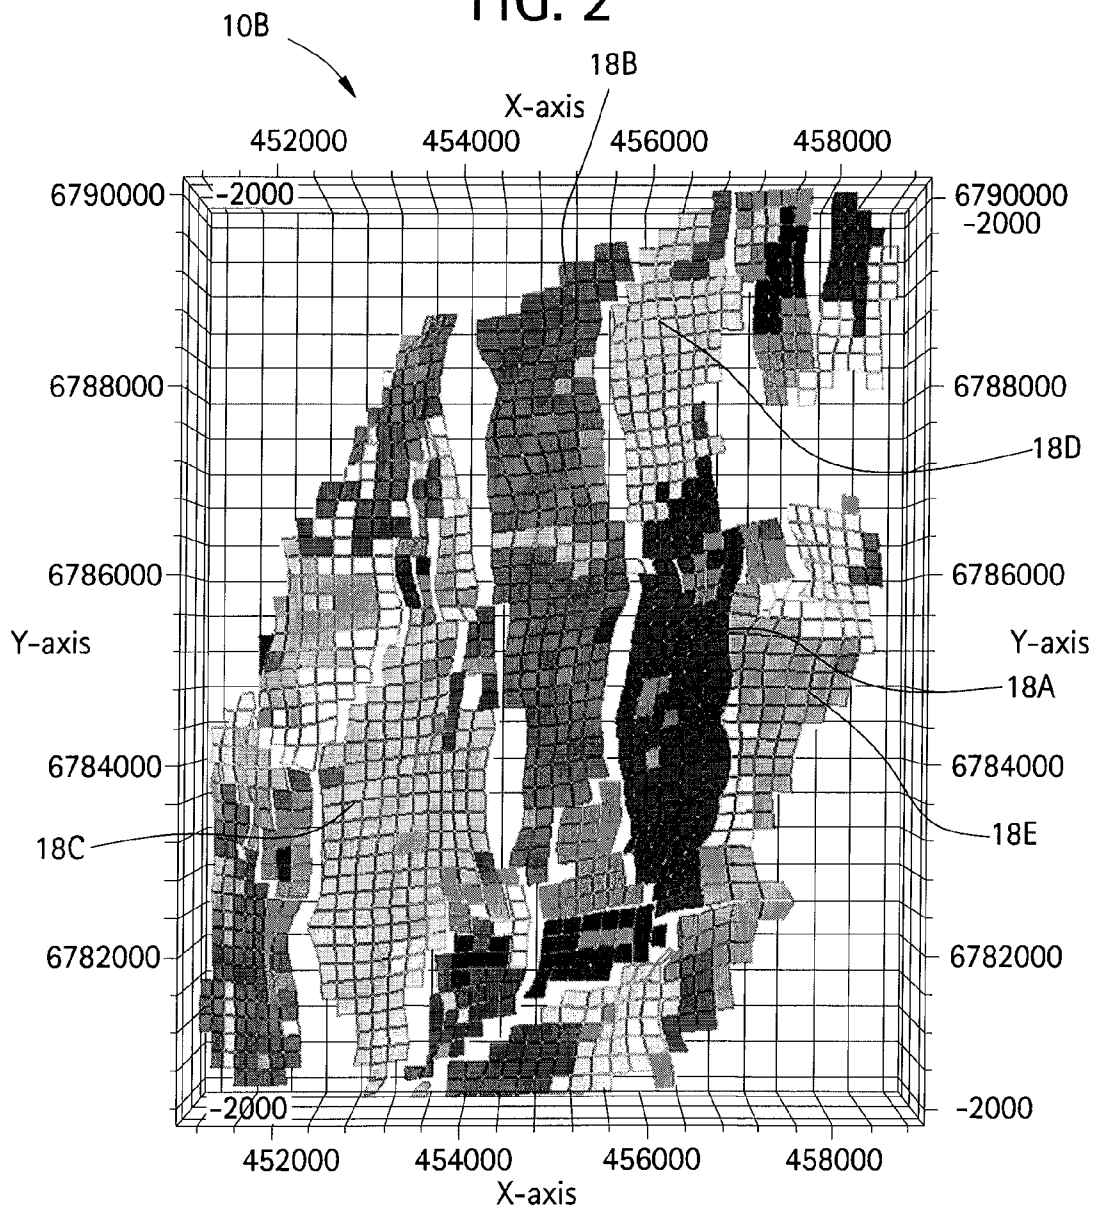 FIG. 2
10B
18B
X-axis
452000 454000 456000 458000
6790000 -2000 6790000
-2000
6788000 6788000
18D
6786000 6786000
Y-axis Y-axis
18A
6784000 6784000
18C 18E
6782000 6782000
-2000 -2000
452000 454000 456000 458000
X-axis